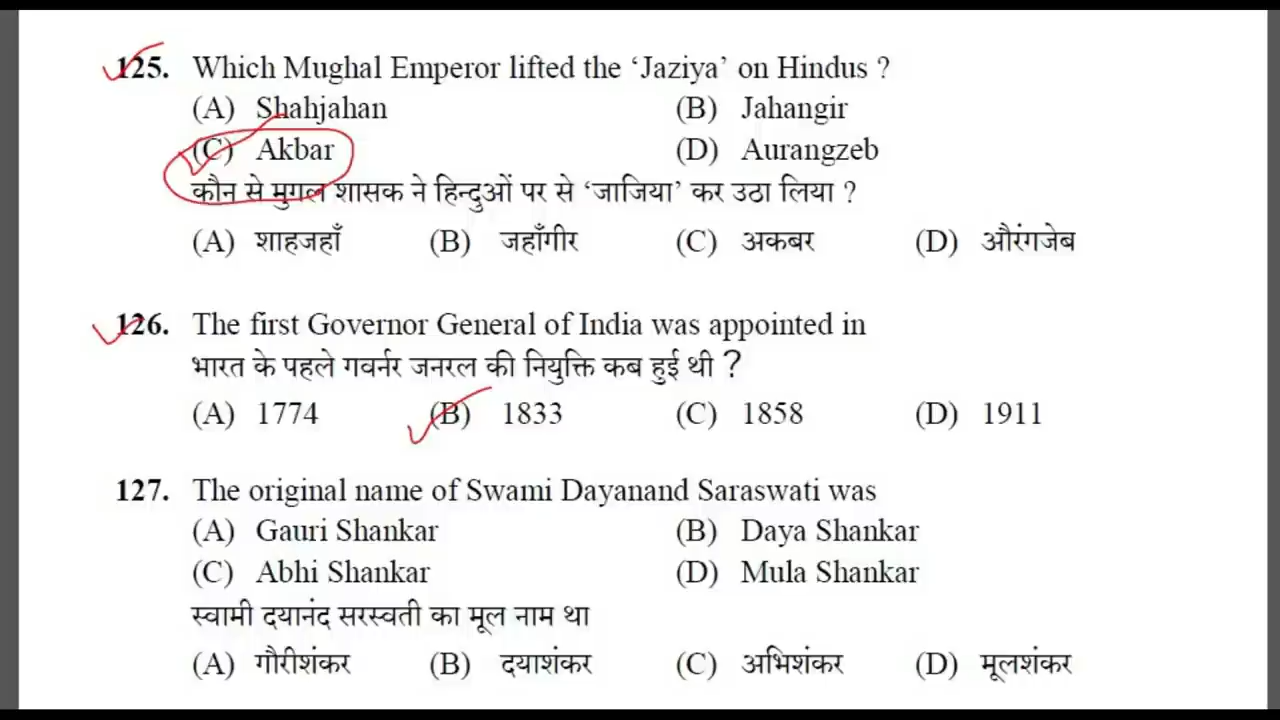 125. Which Mughal Emperor lifted the ‘Jaziya’ on Hindus ?
(A) Shahjahan (B) Jahangir
(C) Akbar (D) Aurangzeb
कौन से मुगल शासक ने हिन्दुओं पर से ‘जाजिया’ कर उठा लिया ?
(A) शाहजहाँ (B) जहाँगीर (C) अकबर (D) औरंगजेब
126. The first Governor General of India was appointed in
भारत के पहले गवर्नर जनरल की नियुक्ति कब हुई थी ?
(A) 1774 (B) 1833 (C) 1858 (D) 1911
127. The original name of Swami Dayanand Saraswati was
(A) Gauri Shankar (B) Daya Shankar
(C) Abhi Shankar (D) Mula Shankar
स्वामी दयानंद सरस्वती का मूल नाम था
(A) गौरीशंकर (B) दयाशंकर (C) अभिशंकर (D) मूलशंकर